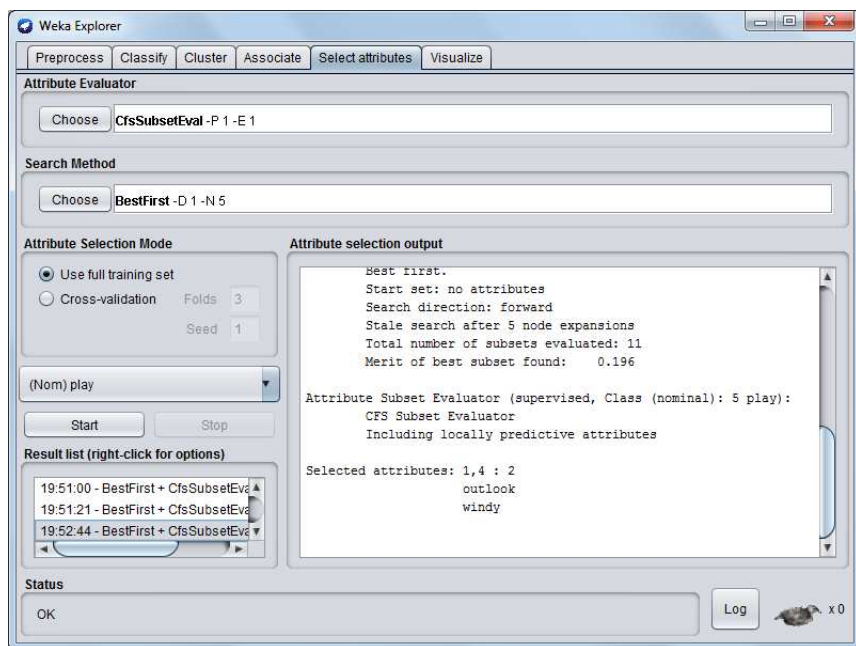 Weka Explorer
Preprocess Classify Cluster Associate Select attributes Visualize
Attribute Evaluator
Choose CfsSubsetEval -P 1 -E 1
Search Method
Choose BestFirst -D 1 -N 5
Attribute Selection Mode
Use full training set
Cross-validation Folds 3
Seed 1
(Nom) play
Start Stop
Result list (right-click for options)
19:51:00 - BestFirst + CfsSubsetEva
19:51:21 - BestFirst + CfsSubsetEva
19:52:44 - BestFirst + CfsSubsetEva
Attribute selection output
Best first.
Start set: no attributes
Search direction: forward
Stale search after 5 node expansions
Total number of subsets evaluated: 11
Merit of best subset found: 0.196
Attribute Subset Evaluator (supervised, Class (nominal): 5 play):
CFS Subset Evaluator
Including locally predictive attributes
Selected attributes: 1,4 : 2
outlook
windy
Status
OK
Log x 0